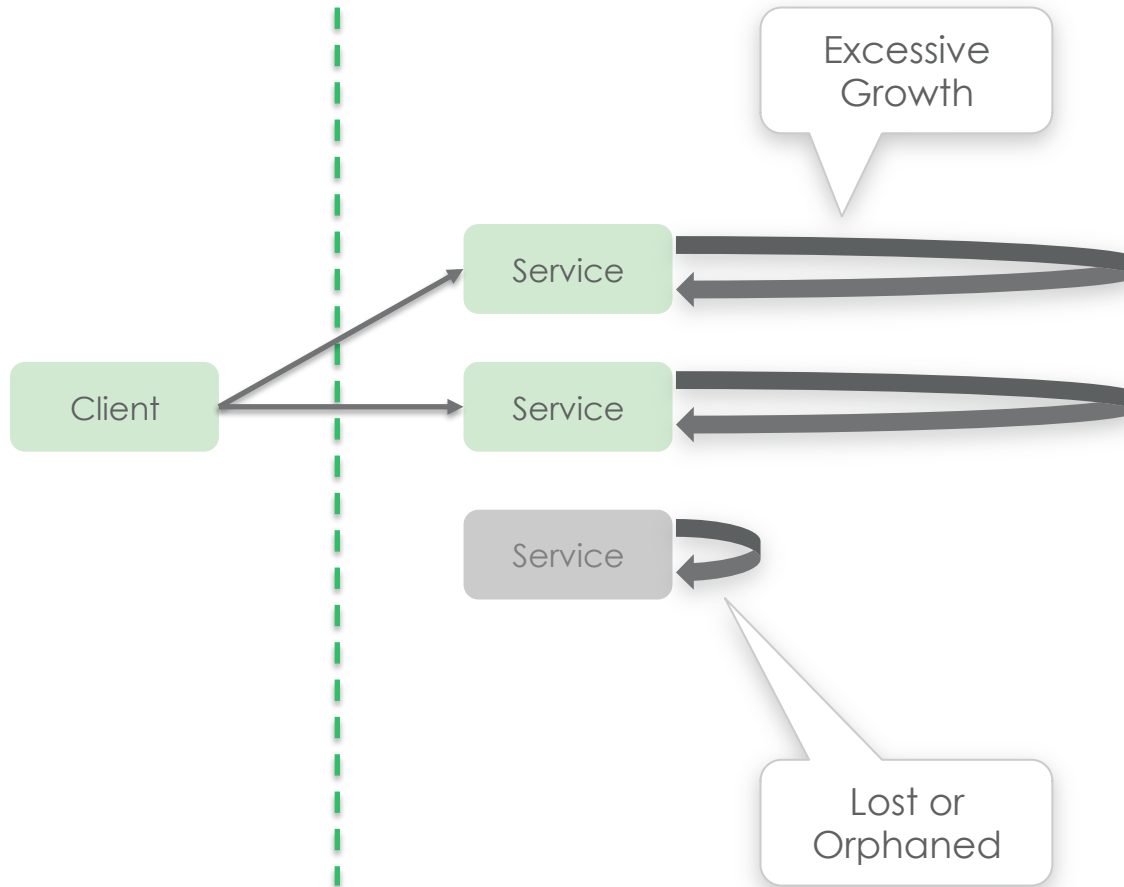 Excessive
Growth
Service
Client
Service
Service
Lost or
Orphaned